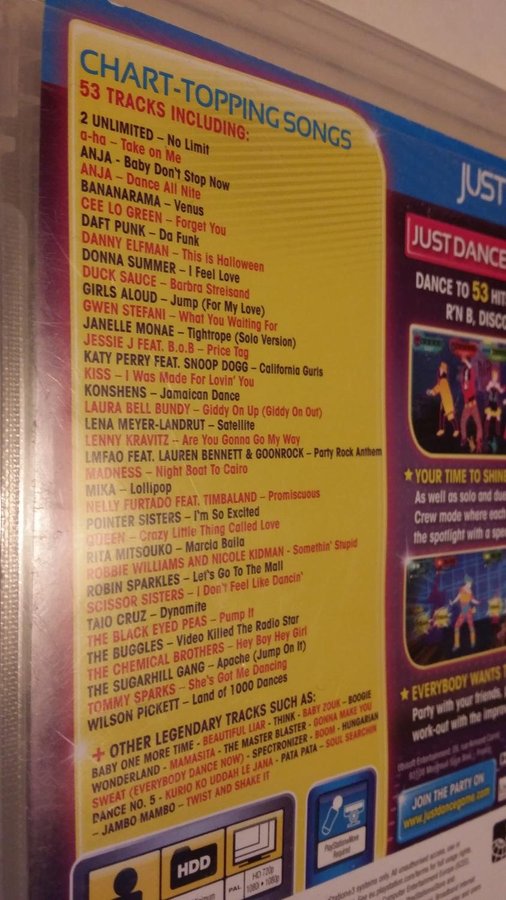 CHART-TOPPING SONGS
53 TRACKS INCLUDING:
2 UNLIMITED – No Limit
a-ha – Take on Me
ANJA - Baby Don't Stop Now
ANJA – Dance All Nite
BANANARAMA – Venus
CEE LO GREEN – Forget You
DAFT PUNK – Da Funk
DANNY ELFMAN – This is Halloween
DONNA SUMMER – I Feel Love
DUCK SAUCE – Barbra Streisand
GIRLS ALOUD – Jump (For My Love)
GWEN STEFANI – What You Waiting For
JANELLE MONAE – Tightrope (Solo Version)
JESSIE J FEAT. B.o.B – Price Tag
KATY PERRY FEAT. SNOOP DOGG – California Gurls
KISS – I Was Made For Lovin' You
KONSHENS – Jamaican Dance
LAURA BELL BUNDY – Giddy On Up (Giddy On Out)
LENA MEYER-LANDRUT – Satellite
LENNY KRAVITZ – Are You Gonna Go My Way
LMFAO FEAT. LAUREN BENNETT & GOONROCK – Party Rock Anthem
MADNESS – Night Boat To Cairo
MIKA – Lollipop
NELLY FURTADO FEAT. TIMBALAND – Promiscuous
POINTER SISTERS – I'm So Excited
QUEEN – Crazy Little Thing Called Love
RITA MITSOUKO – Marcia Baila
ROBBIE WILLIAMS AND NICOLE KIDMAN - Somethin' Stupid
ROBIN SPARKLES – Let's Go To The Mall
SCISSOR SISTERS – I Don't Feel Like Dancin'
TAIO CRUZ – Dynamite
THE BLACK EYED PEAS – Pump It
THE BUGGLES – Video Killed The Radio Star
THE CHEMICAL BROTHERS – Hey Boy Hey Girl
THE SUGARHILL GANG – Apache (Jump On It)
TOMMY SPARKS – She's Got Me Dancing
WILSON PICKETT – Land of 1000 Dances
+ OTHER LEGENDARY TRACKS SUCH AS:
BABY ONE MORE TIME - BEAUTIFUL LIAR - THINK - BABY ZOUK - BOOGIE
WONDERLAND - MAMASITA - THE MASTER BLASTER - GONNA MAKE YOU
SWEAT (EVERYBODY DANCE NOW) - SPECTRONIZER - BOOM - HUNGARIAN
DANCE NO. 5 - KURIO KO UDDAH LE JANA - PATA PATA - SOUL SEARCHIN
– JAMBO MAMBO – TWIST AND SHAKE IT
JUST
JUST DANCE
DANCE TO 53 HIT
R'N B, DISCO
YOUR TIME TO SHINE
As well as solo and due
Crew mode where each
the spotlight with a spe
EVERYBODY WANTS
Party with your friends,
work-out with the improv
JOIN THE PARTY ON
www.justdancegame.com
HDD
PAL
HD 720p
1080i • 1080p
PlayStation®Move
Required